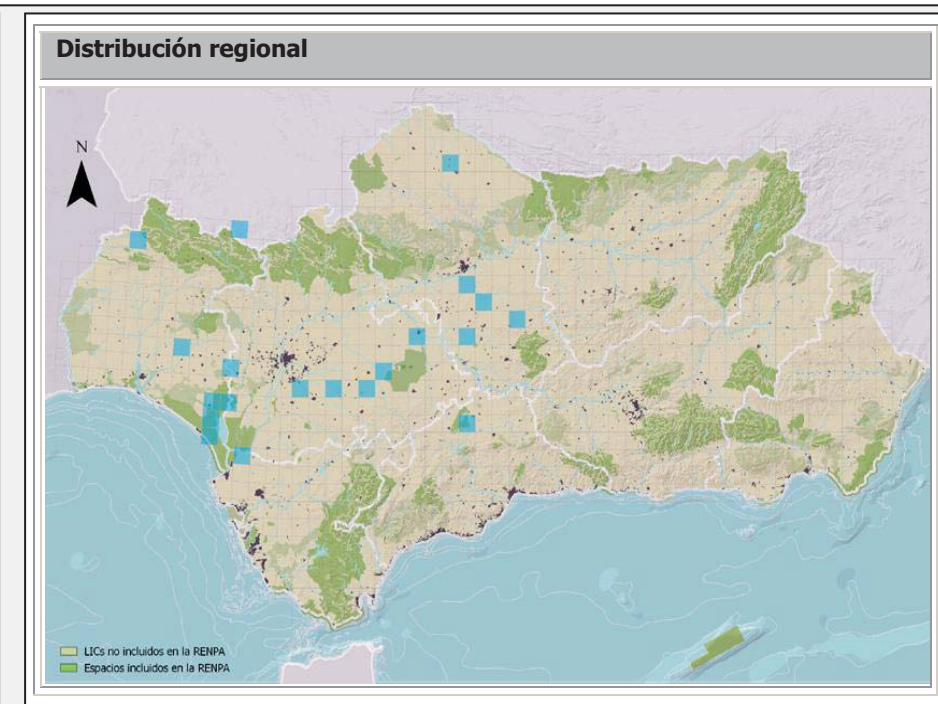 Distribución regional
N
LICs no incluidos en la RENPA
Espacios incluidos en la RENPA